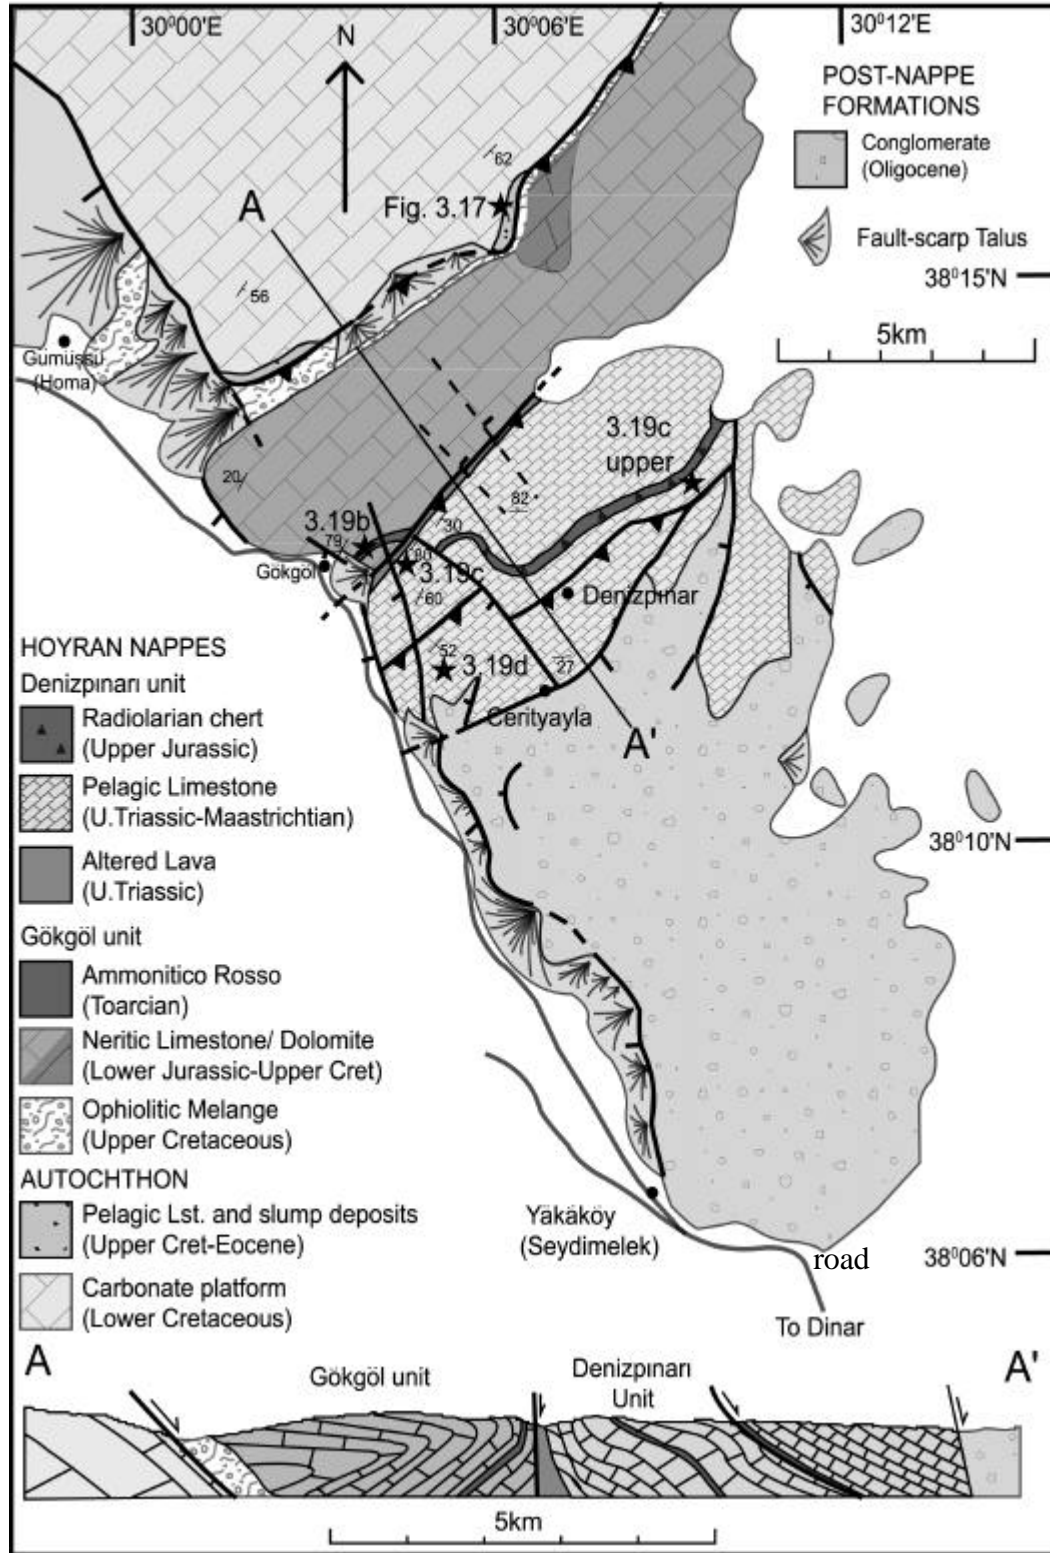 30⁰00'E
30⁰06'E
30⁰12'E
N
POST-NAPPE
FORMATIONS
Conglomerate
(Oligocene)
Fault-scarp Talus
38⁰15'N
5km
62
A
Fig. 3.17
56
Gümüssu
(Homa)
3.19c
upper
20
82
3.19b
30
79
80
Gökgöl
3.19c
60
Denizpınar
52
3.19d
27
Cerityayla
A'
HOYRAN NAPPES
Denizpınarı unit
Radiolarian chert
(Upper Jurassic)
Pelagic Limestone
(U.Triassic-Maastrichtian)
Altered Lava
(U.Triassic)
38⁰10'N
Gökgöl unit
Ammonitico Rosso
(Toarcian)
Neritic Limestone/ Dolomite
(Lower Jurassic-Upper Cret)
Ophiolitic Melange
(Upper Cretaceous)
AUTOCHTHON
Pelagic Lst. and slump deposits
(Upper Cret-Eocene)
Carbonate platform
(Lower Cretaceous)
Yäkäköy
(Seydimelek)
road
38⁰06'N
To Dinar
A
Gökgöl unit
Denizpınarı
Unit
A'
5km